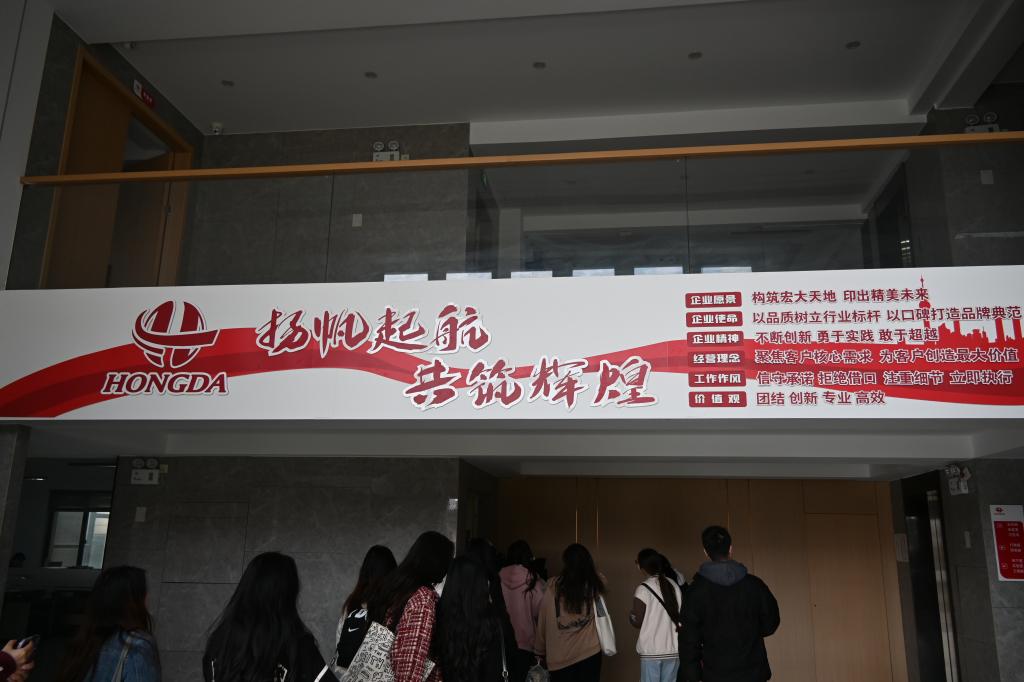 HONGDA
扬帆起航
共筑辉煌
企业愿景 构筑宏大天地 印出精美未来
企业使命 以品质树立行业标杆 以口碑打造品牌典范
企业精神 不断创新 勇于实践 敢于超越
经营理念 聚焦客户核心需求 为客户创造最大价值
工作作风 信守承诺 拒绝借口 注重细节 立即执行
价值观 团结 创新 专业 高效